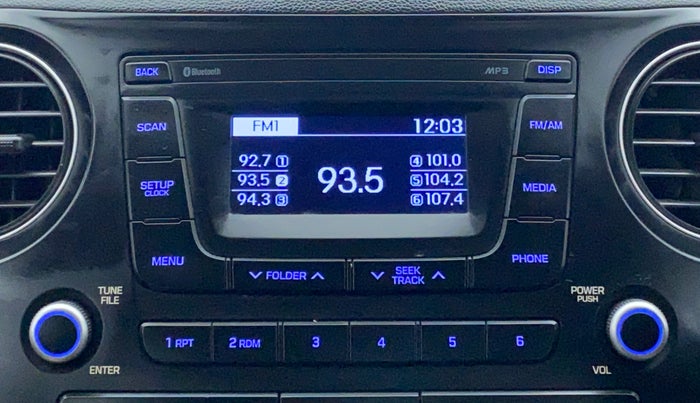 BACK Bluetooth MP3 DISP
SCAN FM1 12:03 FM/AM
92.7 1 4 101.0
SETUP CLOCK 93.5 2 93.5 5 104.2 MEDIA
94.3 3 6 107.4
MENU FOLDER SEEK TRACK PHONE
TUNE FILE POWER PUSH
1 RPT 2 RDM 3 4 5 6
ENTER VOL